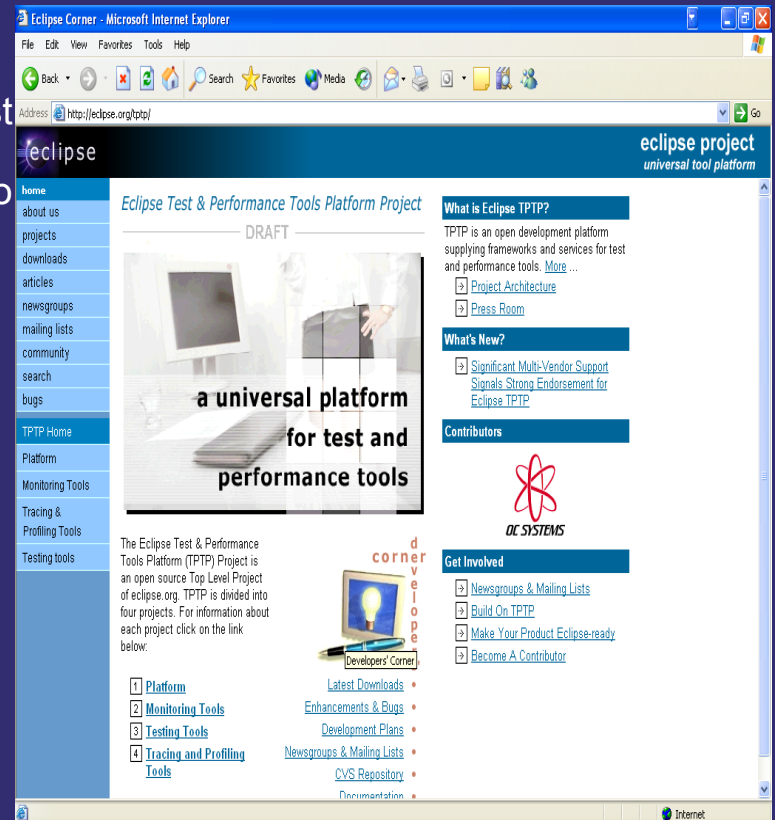 Eclipse Corner - Microsoft Internet Explorer
File Edit View Favorites Tools Help
Back Search Favorites Media
Address http://eclipse.org/tptp/ Go
eclipse
eclipse project
universal tool platform
home
about us
projects
downloads
articles
newsgroups
mailing lists
community
search
bugs
TPTP Home
Platform
Monitoring Tools
Tracing &
Profiling Tools
Testing tools
Eclipse Test & Performance Tools Platform Project
DRAFT
a universal platform
for test and
performance tools
The Eclipse Test & Performance
Tools Platform (TPTP) Project is
an open source Top Level Project
of eclipse.org. TPTP is divided into
four projects. For information about
each project click on the link
below:
1 Platform
2 Monitoring Tools
3 Testing Tools
4 Tracing and Profiling
Tools
corner
developer
Developers' Corner
Latest Downloads •
Enhancements & Bugs •
Development Plans •
Newsgroups & Mailing Lists •
CVS Repository •
Documentation •
What is Eclipse TPTP?
TPTP is an open development platform
supplying frameworks and services for test
and performance tools. More ...
Project Architecture
Press Room
What's New?
Significant Multi-Vendor Support
Signals Strong Endorsement for
Eclipse TPTP
Contributors
OC SYSTEMS
Get Involved
Newsgroups & Mailing Lists
Build On TPTP
Make Your Product Eclipse-ready
Become A Contributor
Internet